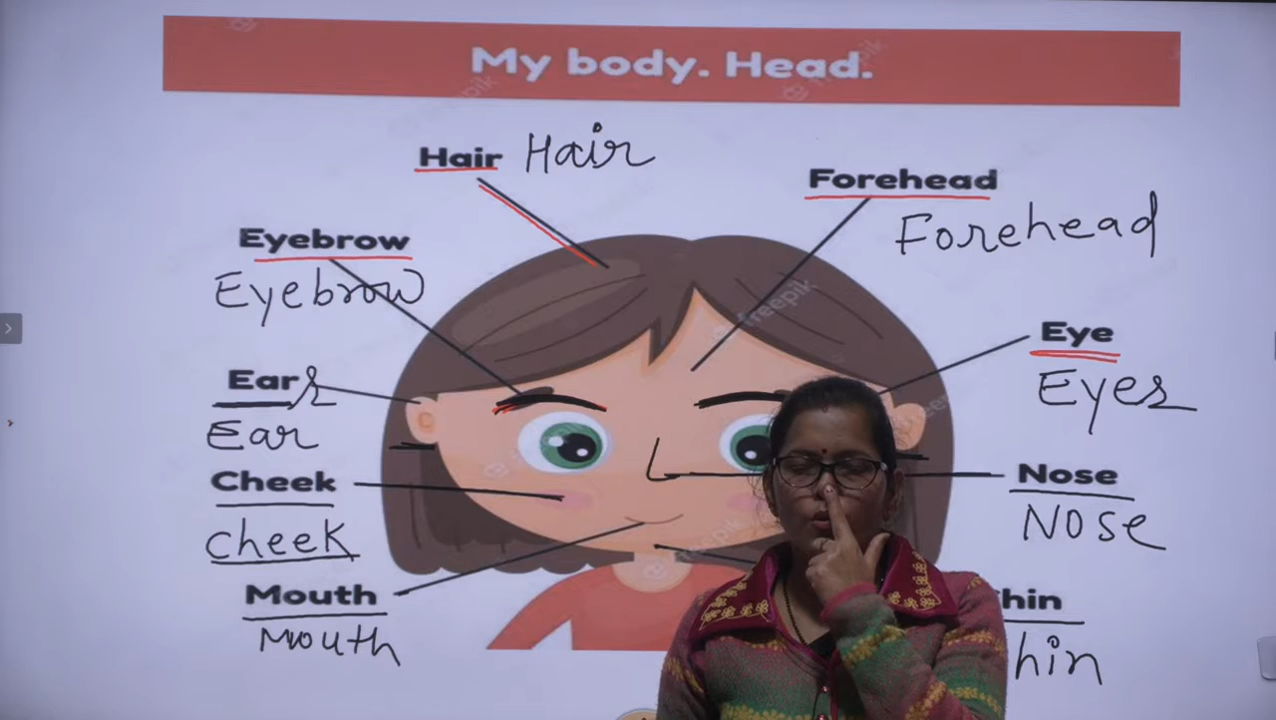 My body. Head.
Hair Hair
Forehead
Forehead
Eyebrow
Eyebrow
Eye
Eyes
Ears
Ear
Cheek
cheek
Nose
Nose
Mouth
Mouth
hin
hin
freepik